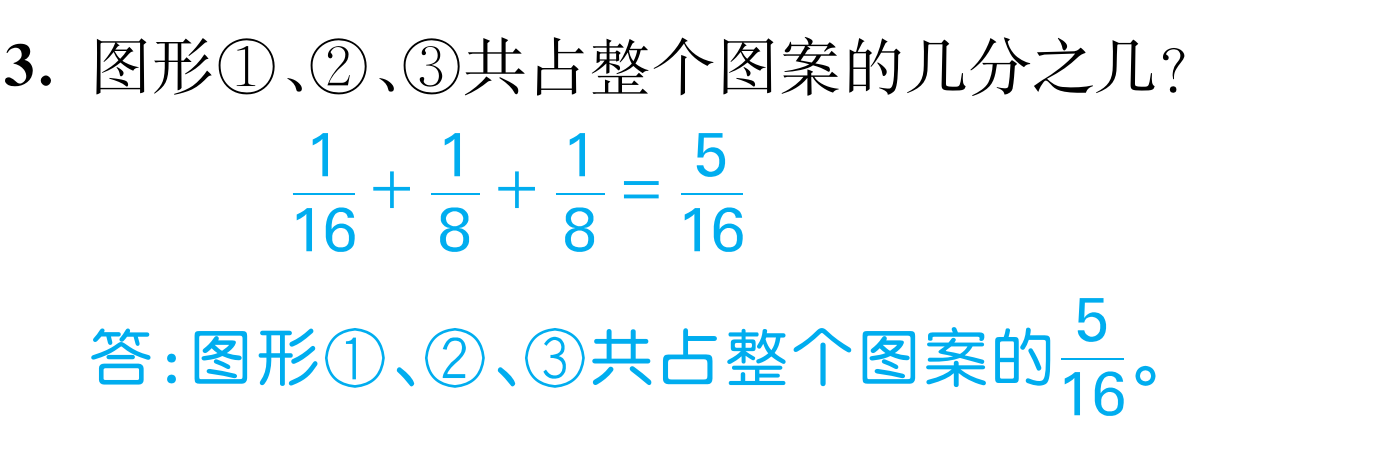 3. 图形①、②、③共占整个图案的几分之几?
1/16 + 1/8 + 1/8 = 5/16
答:图形①、②、③共占整个图案的5/16。